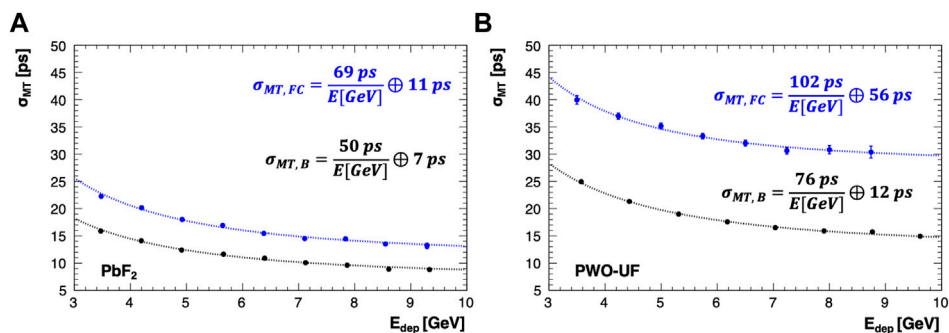 A
50
45
40
35
30
25
20
15
10
5
σMT [ps]
σMT, FC = 69 ps / E[GeV] ⊕ 11 ps
σMT, B = 50 ps / E[GeV] ⊕ 7 ps
PbF2
3 4 5 6 7 8 9 10
Edep [GeV]
B
50
45
40
35
30
25
20
15
10
5
σMT [ps]
σMT, FC = 102 ps / E[GeV] ⊕ 56 ps
σMT, B = 76 ps / E[GeV] ⊕ 12 ps
PWO-UF
3 4 5 6 7 8 9 10
Edep [GeV]